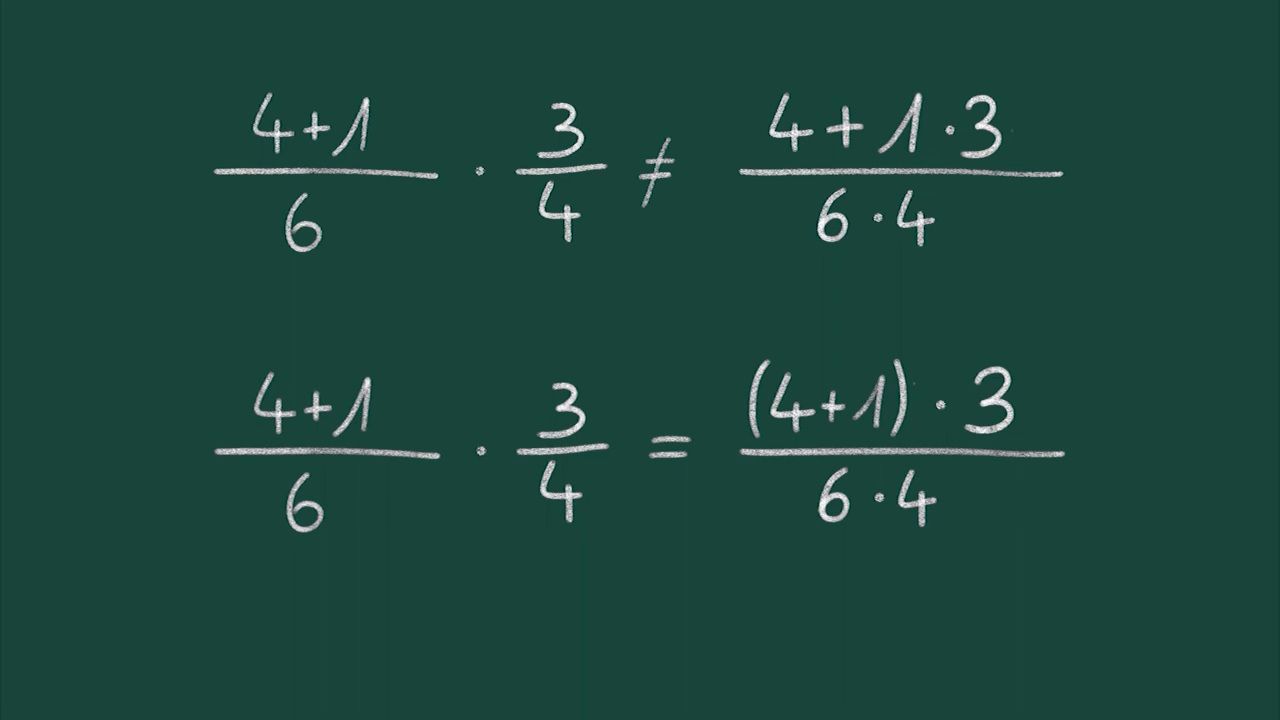 (4+1)/6 · 3/4 ≠ (4+1·3)/(6·4)
(4+1)/6 · 3/4 = ((4+1)·3)/(6·4)